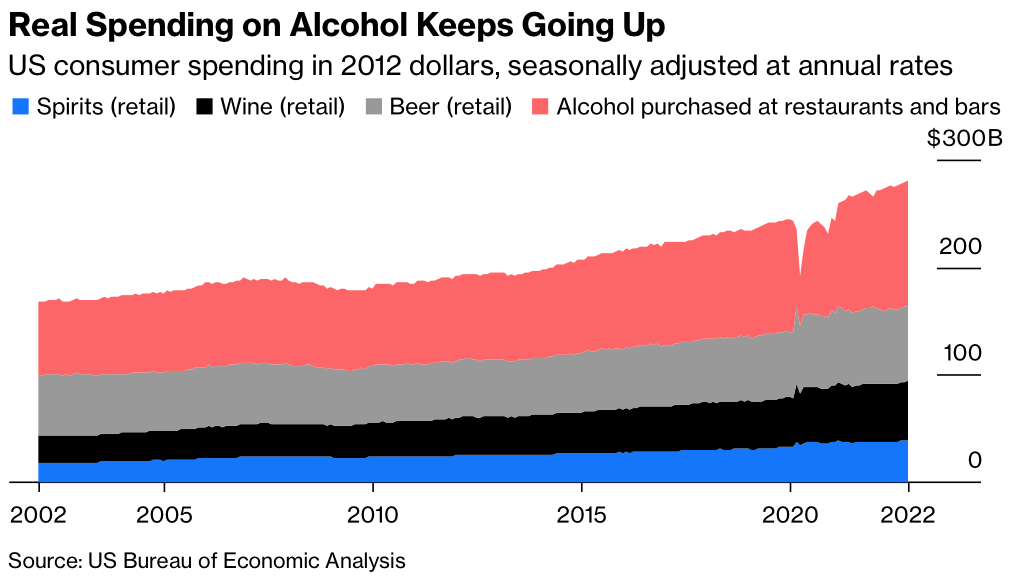 Real Spending on Alcohol Keeps Going Up
US consumer spending in 2012 dollars, seasonally adjusted at annual rates
Spirits (retail) Wine (retail) Beer (retail) Alcohol purchased at restaurants and bars
$300B
200
100
0
2002 2005 2010 2015 2020 2022
Source: US Bureau of Economic Analysis